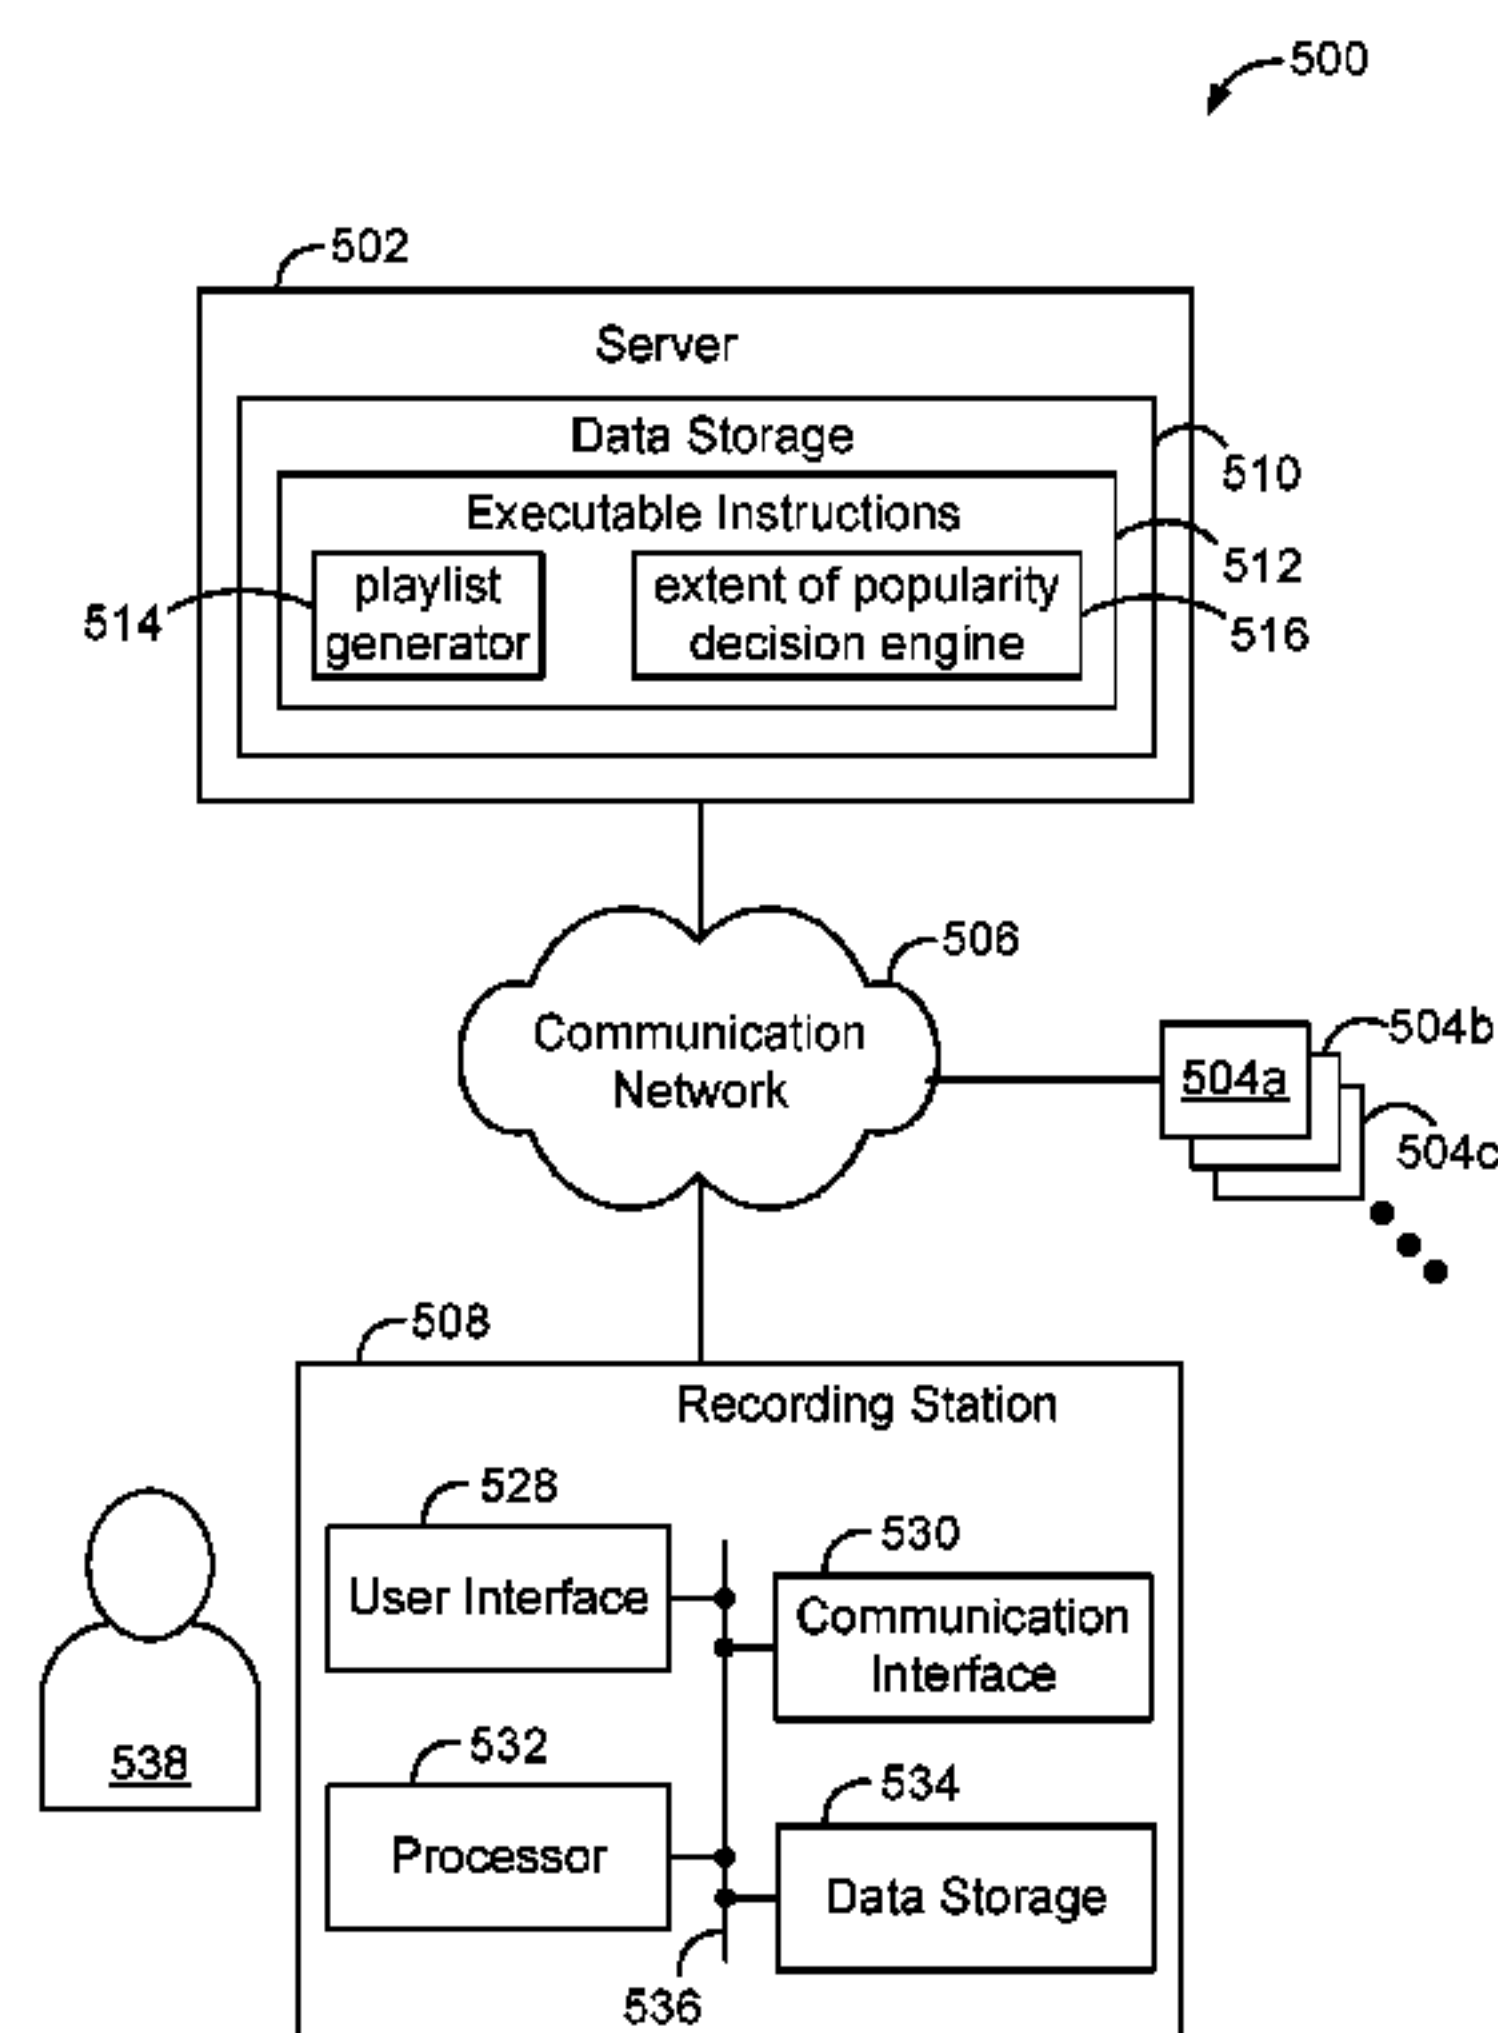 500
502
Server
Data Storage
510
Executable Instructions
512
playlist
generator
514
extent of popularity
decision engine
516
506
Communication
Network
504a
504b
504c
508
Recording Station
528
User Interface
530
Communication
Interface
532
Processor
534
Data Storage
536
538